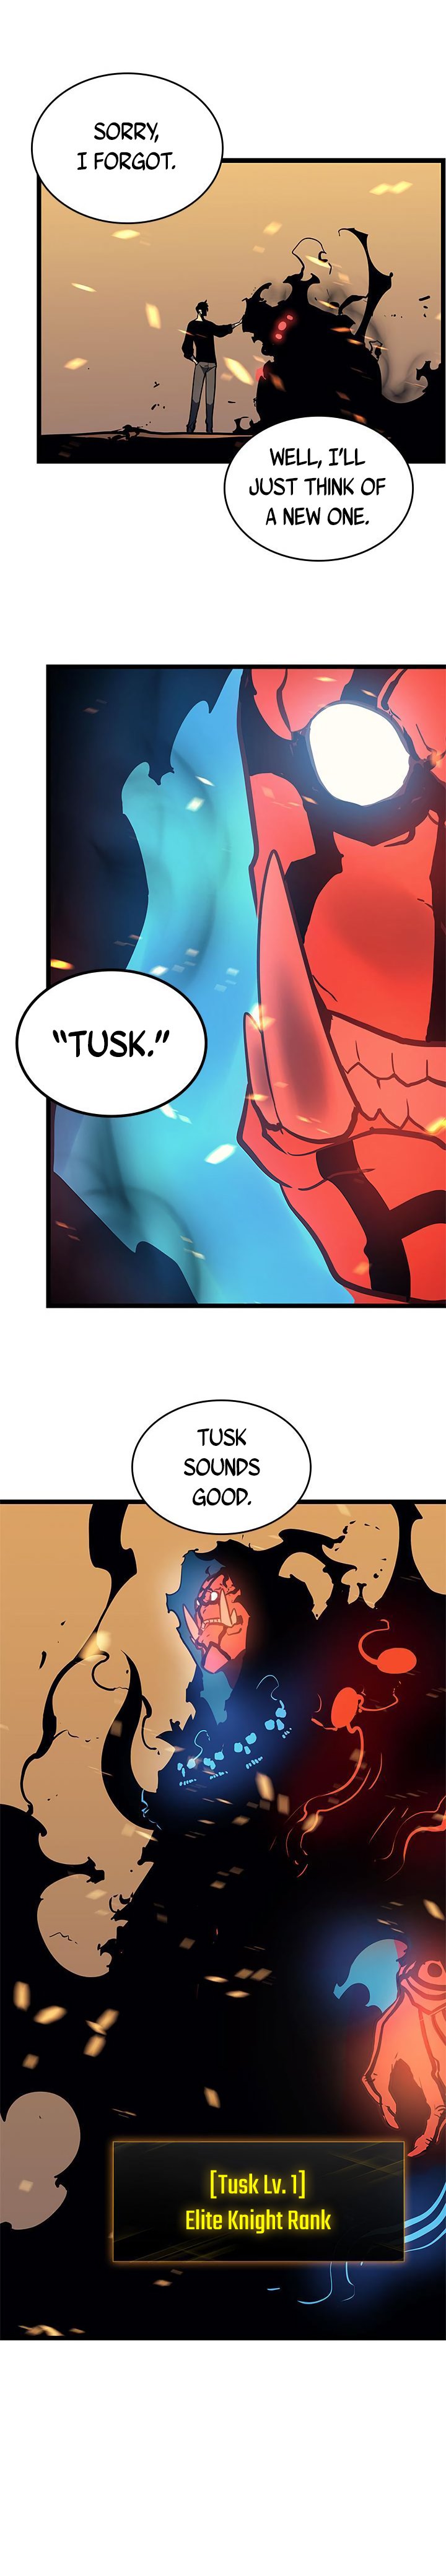 SORRY,
I FORGOT.
WELL, I'LL
JUST THINK OF
A NEW ONE.
"TUSK."
TUSK
SOUNDS
GOOD.
[Tusk Lv. 1]
Elite Knight Rank